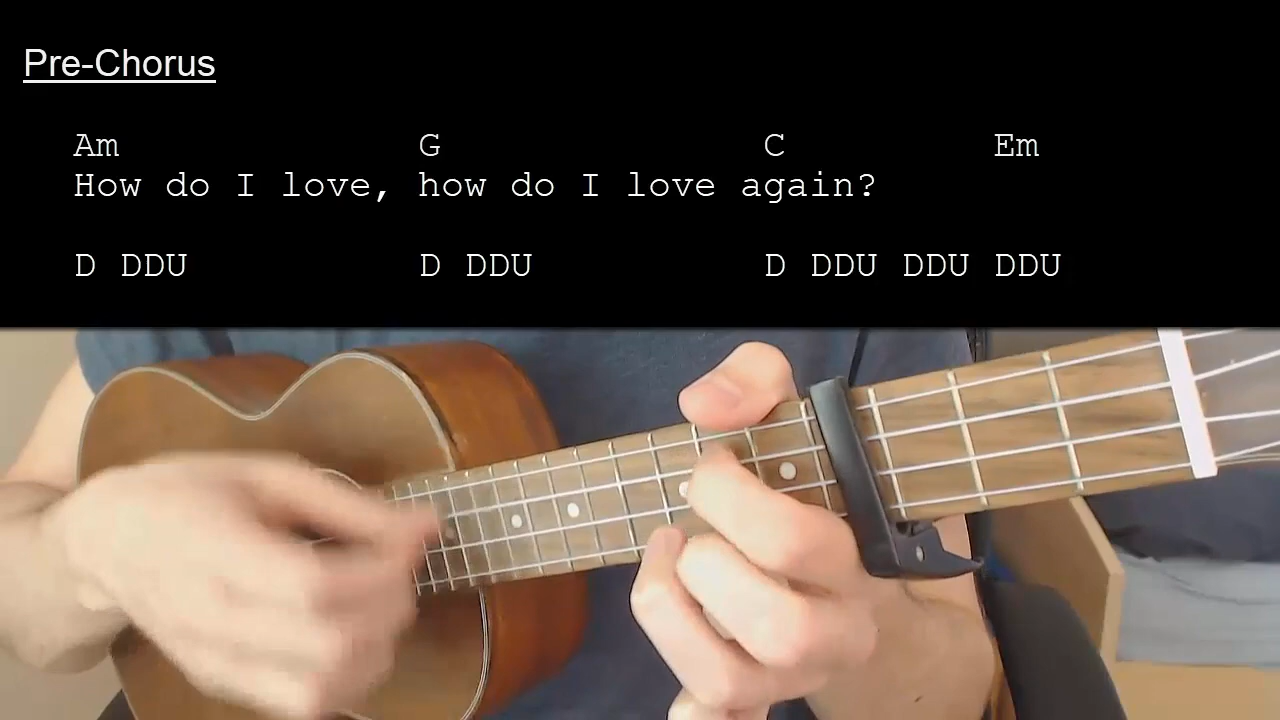 Pre-Chorus
Am G C Em
How do I love, how do I love again?
D DDU D DDU D DDU DDU DDU